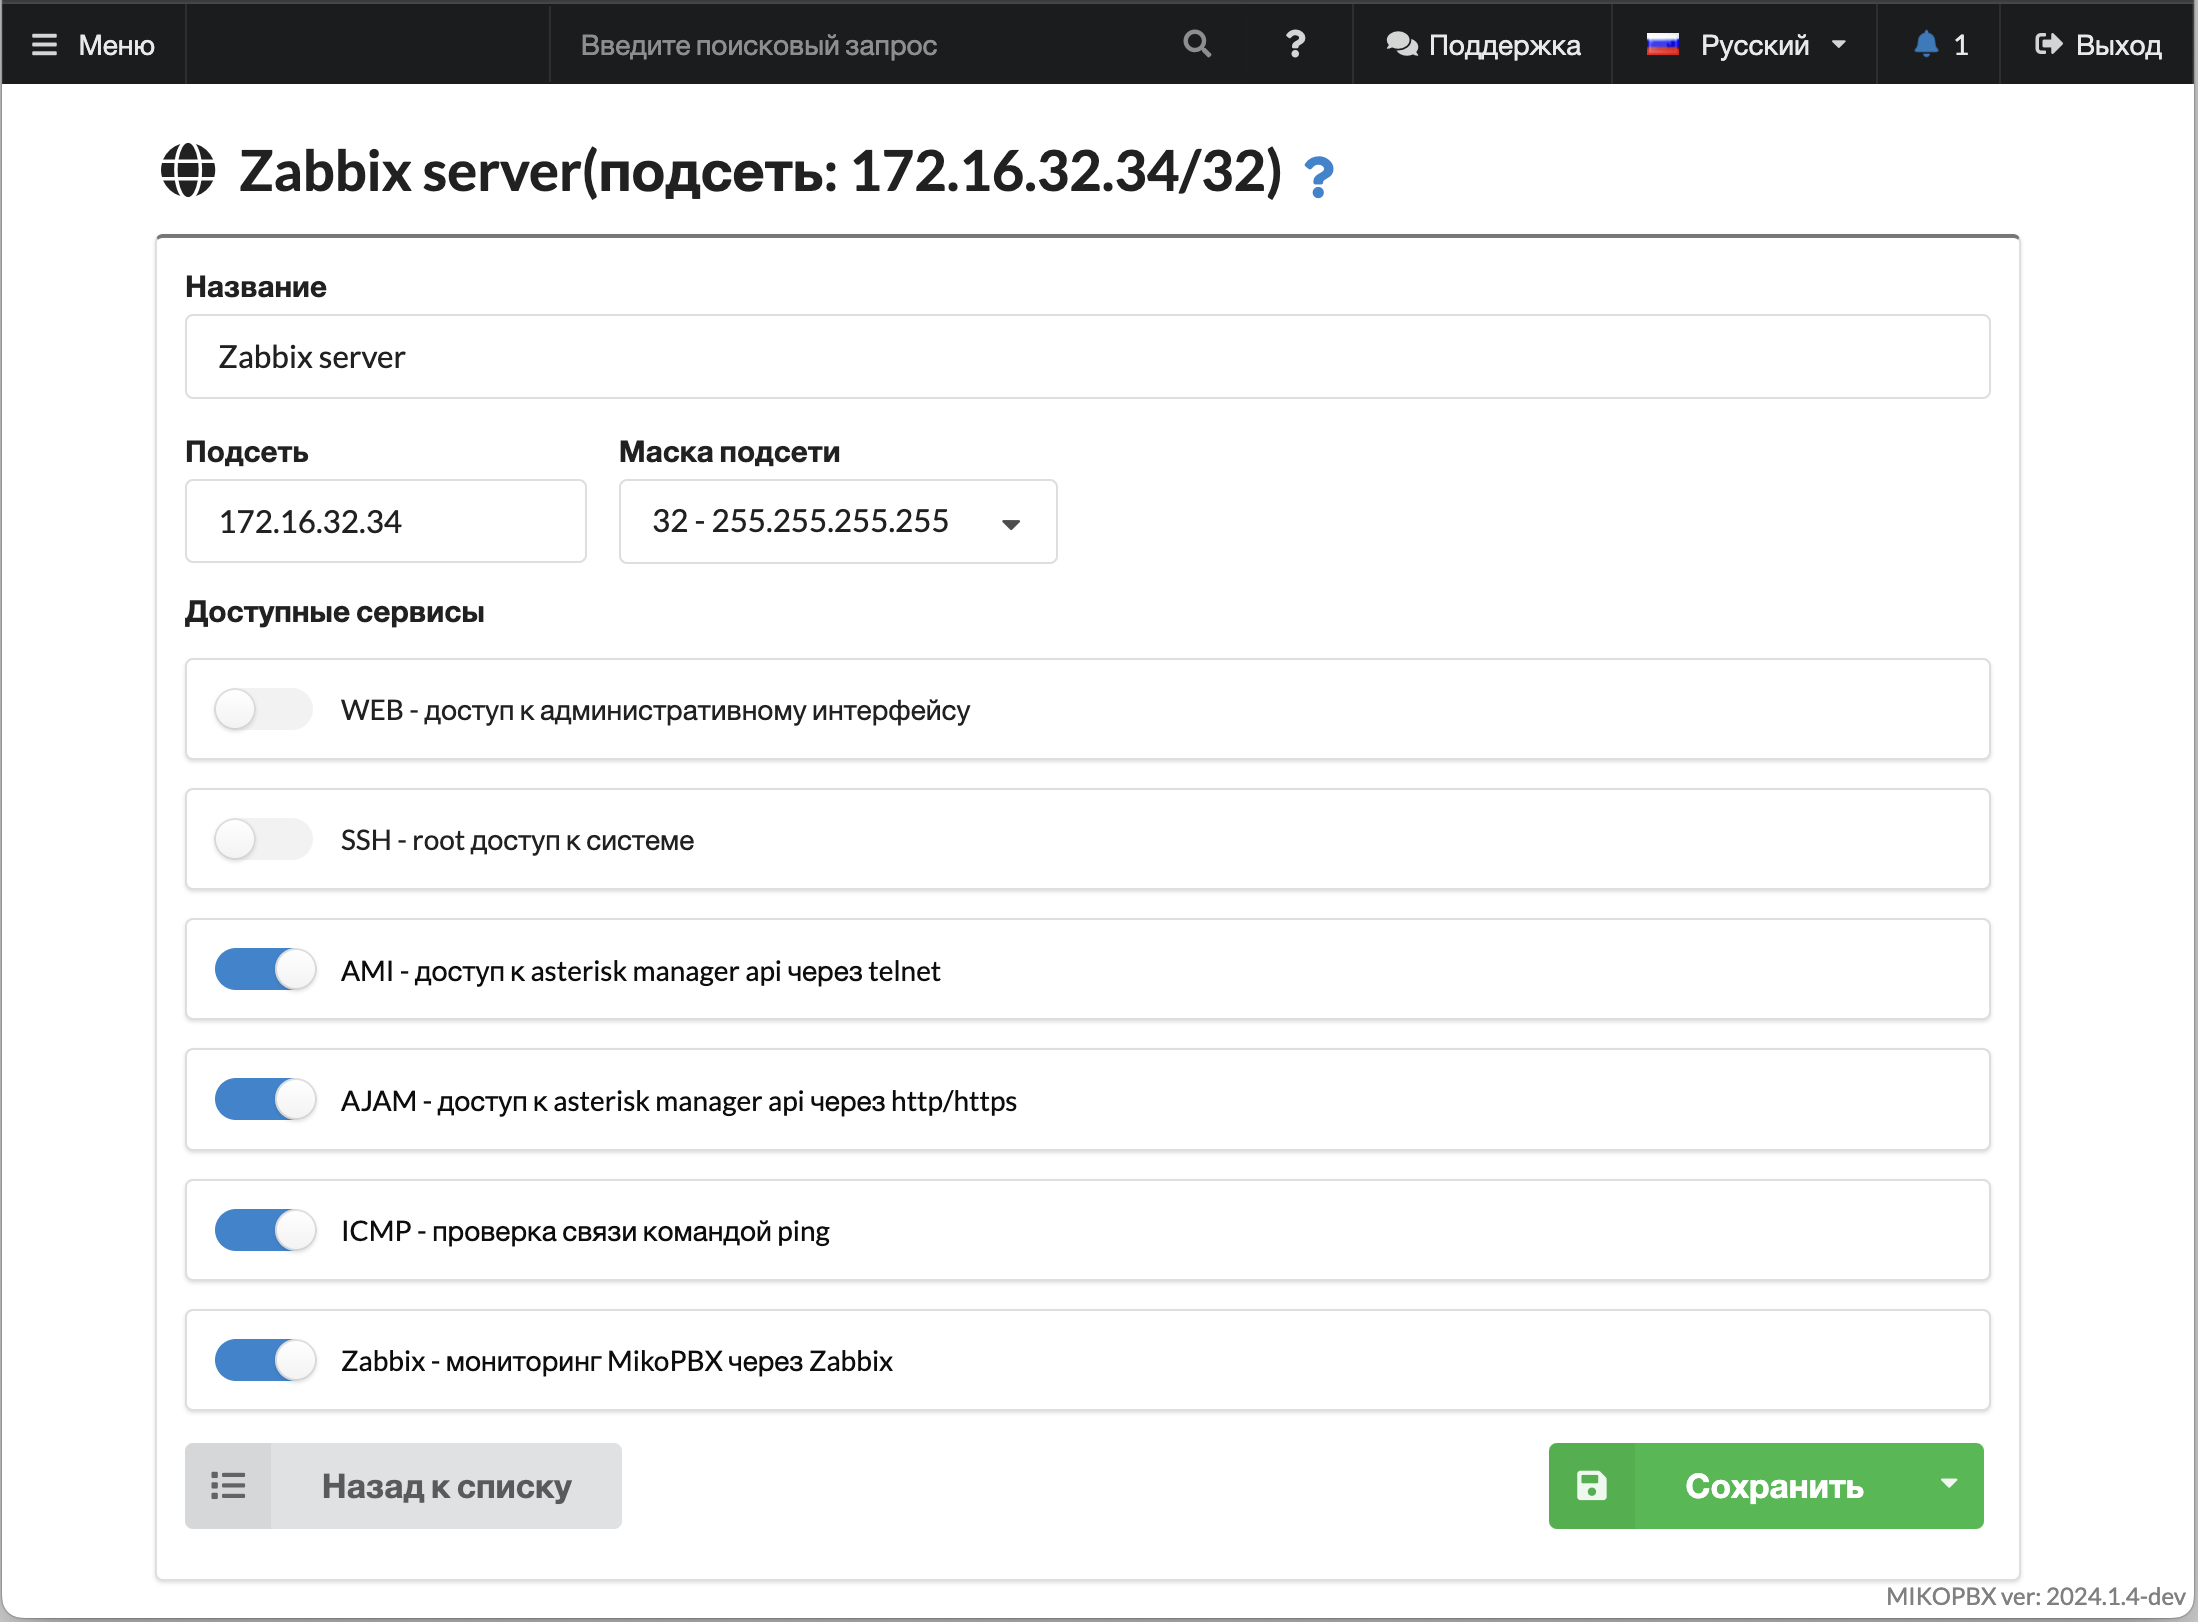 Меню
Введите поисковый запрос
?
Поддержка
Русский
1
Выход
Zabbix server(подсеть: 172.16.32.34/32) ?
Название
Zabbix server
Подсеть
Маска подсети
172.16.32.34
32 - 255.255.255.255
Доступные сервисы
WEB - доступ к административному интерфейсу
SSH - root доступ к системе
AMI - доступ к asterisk manager api через telnet
AJAM - доступ к asterisk manager api через http/https
ICMP - проверка связи командой ping
Zabbix - мониторинг MikoPBX через Zabbix
Назад к списку
Сохранить
MIKOPBX ver: 2024.1.4-dev